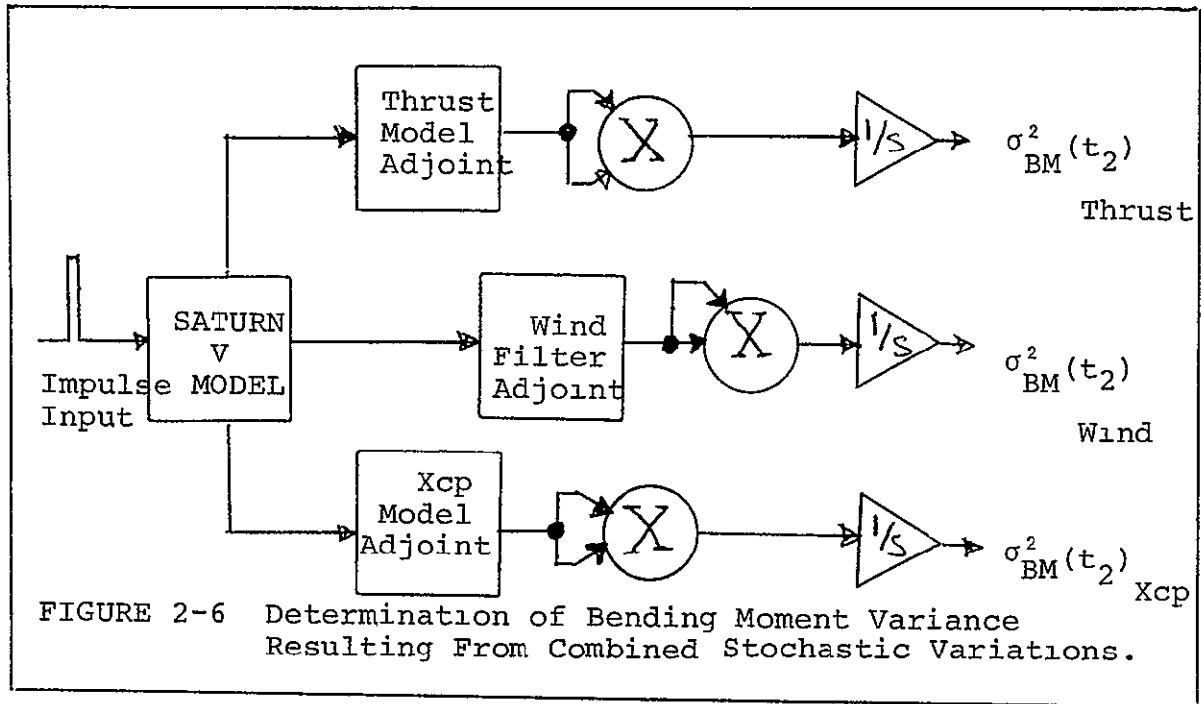 Thrust
Model
Adjoint
X
1/S
σ²BM(t₂)
Thrust
SATURN
V
MODEL
Impulse
Input
Wind
Filter
Adjoint
X
1/S
σ²BM(t₂)
Wind
Xcp
Model
Adjoint
X
1/S
σ²BM(t₂)
Xcp
FIGURE 2-6 Determination of Bending Moment Variance
Resulting From Combined Stochastic Variations.